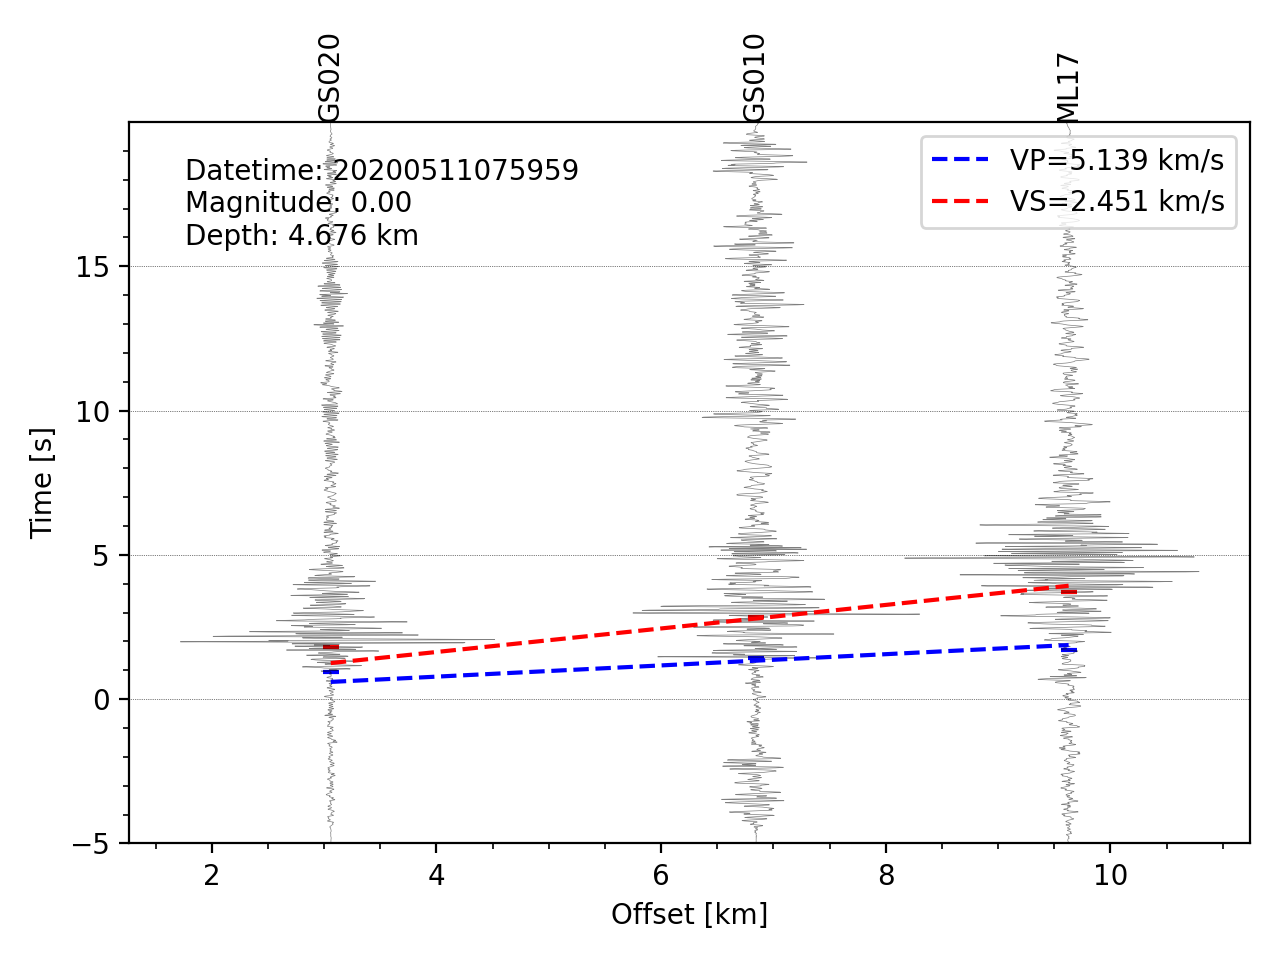 GS020
GS010
ML17
Datetime: 20200511075959
Magnitude: 0.00
Depth: 4.676 km
VP=5.139 km/s
VS=2.451 km/s
15
10
5
0
−5
Time [s]
2
4
6
8
10
Offset [km]